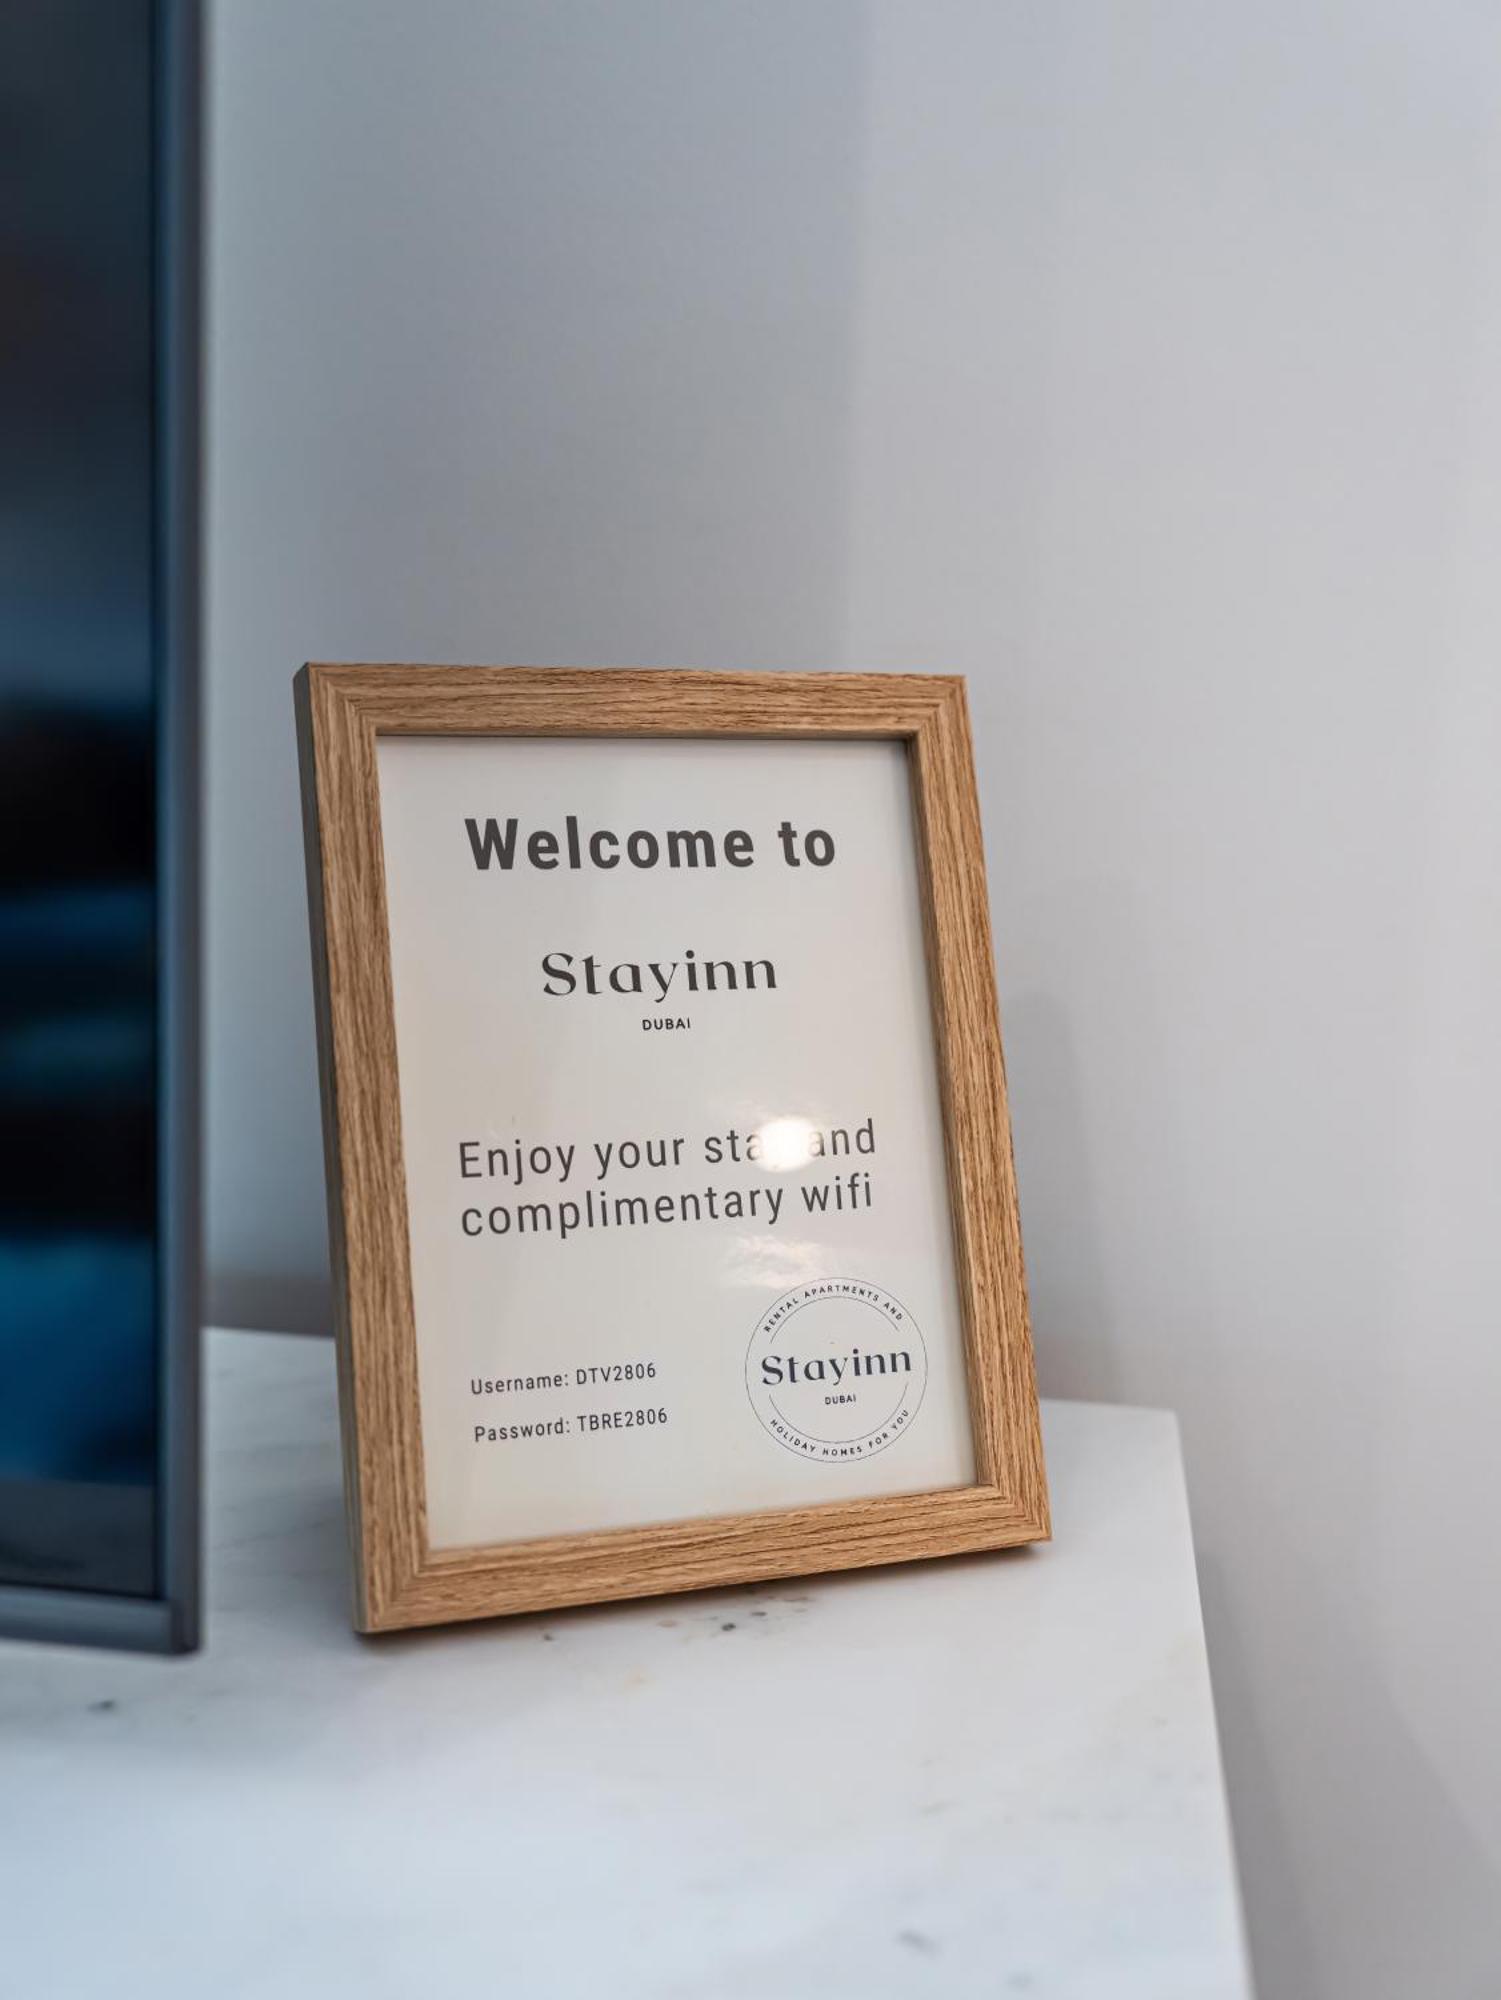 Welcome to
Stayinn
DUBAI
Enjoy your stay and
complimentary wifi
Username: DTV2806
Password: TBRE2806
RENTAL APARTMENTS AND
Stayinn
DUBAI
HOLIDAY HOMES FOR YOU